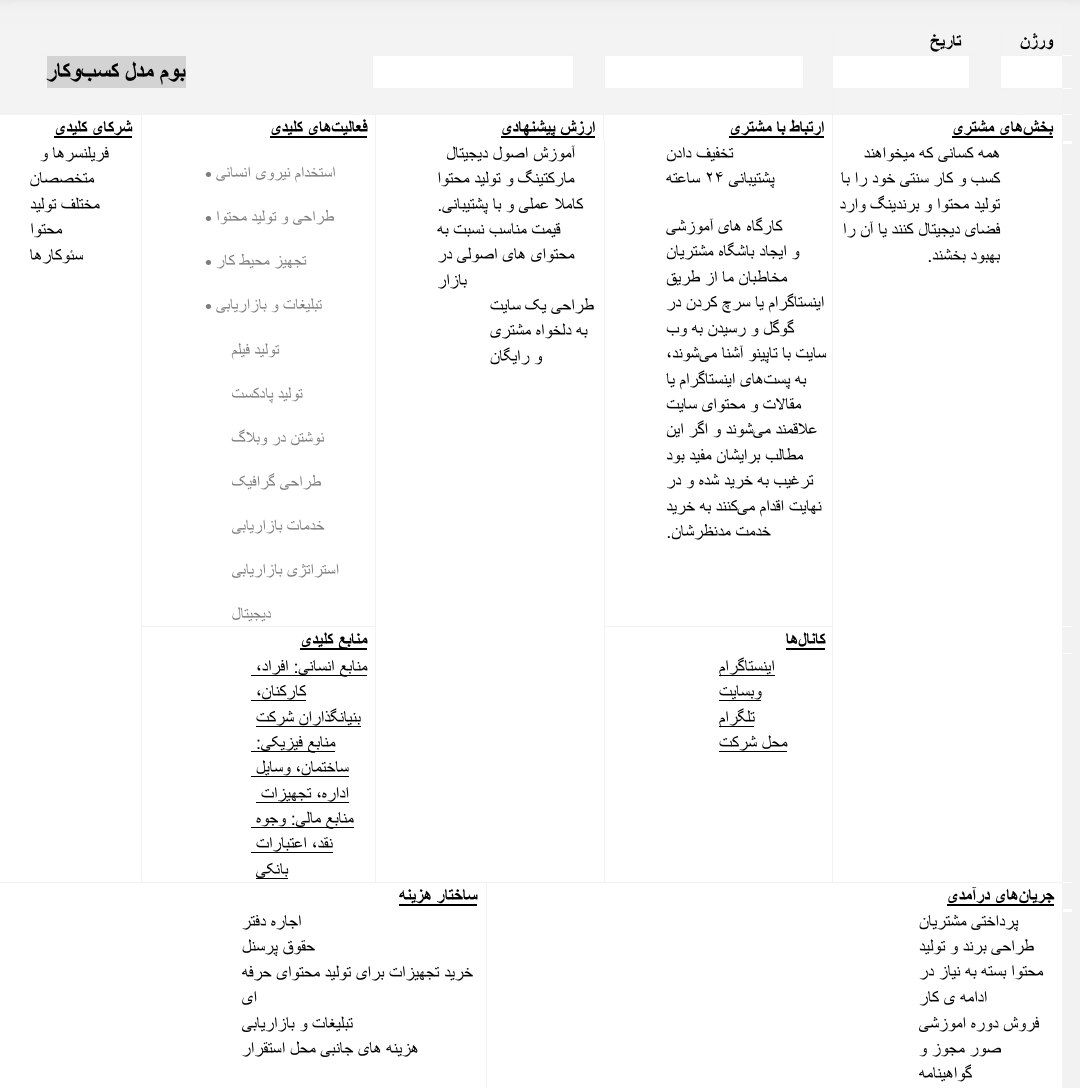 ورژن
تاریخ
بوم مدل کسب‌وکار
بخش‌های مشتری
همه کسانی که میخواهند
کسب و کار سنتی خود را با
تولید محتوا و برندینگ وارد
فضای دیجیتال کنند یا آن را
بهبود بخشند.
ارتباط با مشتری
تخفیف دادن
پشتیبانی ۲۴ ساعته
کارگاه های آموزشی
و ایجاد باشگاه مشتریان
مخاطبان ما از طریق
اینستاگرام یا سرچ کردن در
گوگل و رسیدن به وب
سایت با تاپینو آشنا می‌شوند،
به پست‌های اینستاگرام یا
مقالات و محتوای سایت
علاقمند می‌شوند و اگر این
مطالب برایشان مفید بود
ترغیب به خرید شده و در
نهایت اقدام می‌کنند به خرید
خدمت مدنظرشان.
کانال‌ها
اینستاگرام
وبسایت
تلگرام
محل شرکت
ارزش پیشنهادی
آموزش اصول دیجیتال
مارکتینگ و تولید محتوا
کاملا عملی و با پشتیبانی.
قیمت مناسب نسبت به
محتوای های اصولی در
بازار
طراحی یک سایت
به دلخواه مشتری
و رایگان
فعالیت‌های کلیدی
استخدام نیروی انسانی •
طراحی و تولید محتوا •
تجهیز محیط کار •
تبلیغات و بازاریابی •
تولید فیلم
تولید پادکست
نوشتن در وبلاگ
طراحی گرافیک
خدمات بازاریابی
استراتژی بازاریابی
دیجیتال
منابع کلیدی
منابع انسانی: افراد،
کارکنان،
بنیانگذاران شرکت
منابع فیزیکی:
ساختمان، وسایل
اداره، تجهیزات
منابع مالی: وجوه
نقد، اعتبارات
بانکی
شرکای کلیدی
فریلنسرها و
متخصصان
مختلف تولید
محتوا
سئوکارها
جریان‌های درآمدی
پرداختی مشتریان
طراحی برند و تولید
محتوا بسته به نیاز در
ادامه ی کار
فروش دوره اموزشی
صور مجوز و
گواهینامه
ساختار هزینه
اجاره دفتر
حقوق پرسنل
خرید تجهیزات برای تولید محتوای حرفه
ای
تبلیغات و بازاریابی
هزینه های جانبی محل استقرار